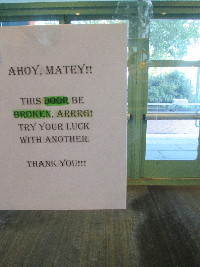 AHOY, MATEY!!
THIS DOOR BE
BROKEN, ARRRG!
TRY YOUR LUCK
WITH ANOTHER.
THANK YOU!!!